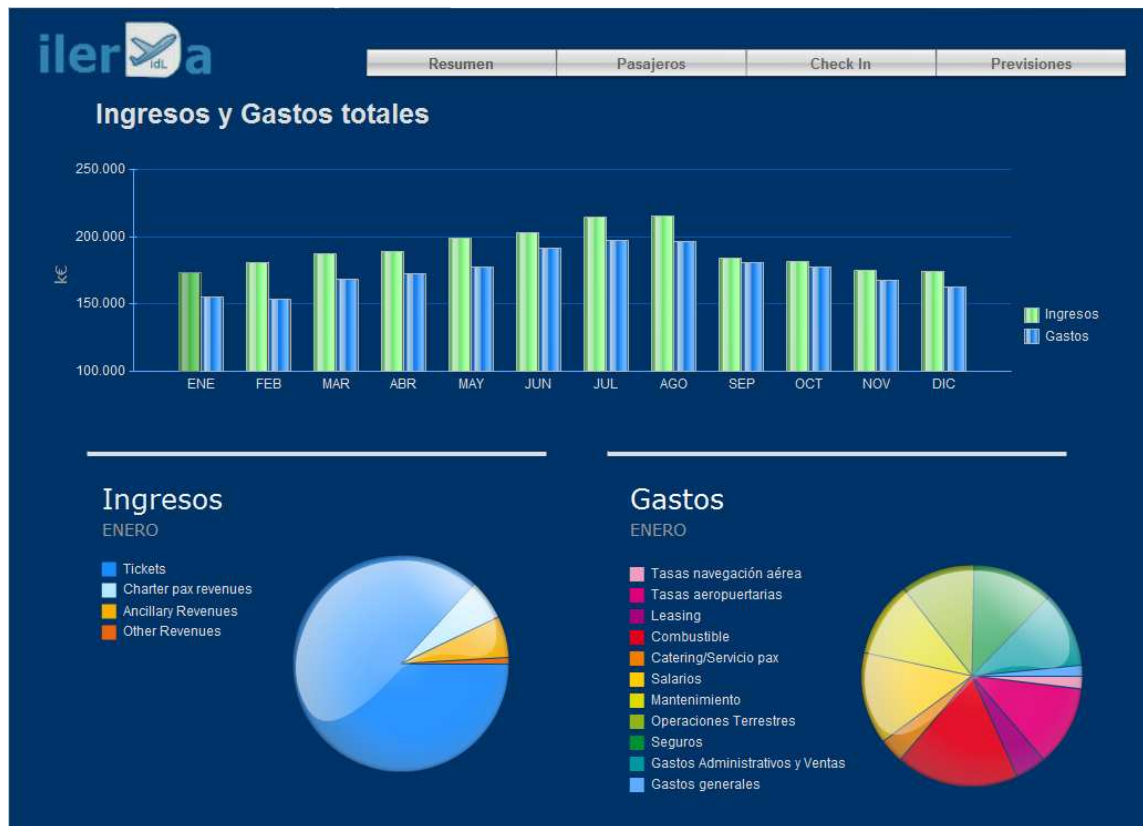 ilerda
idL
Resumen Pasajeros Check In Previsiones
Ingresos y Gastos totales
250.000
200.000
150.000
100.000
k€
ENE FEB MAR ABR MAY JUN JUL AGO SEP OCT NOV DIC
Ingresos
Gastos
Ingresos
ENERO
Tickets
Charter pax revenues
Ancillary Revenues
Other Revenues
Gastos
ENERO
Tasas navegación aérea
Tasas aeropuertarias
Leasing
Combustible
Catering/Servicio pax
Salarios
Mantenimiento
Operaciones Terrestres
Seguros
Gastos Administrativos y Ventas
Gastos generales